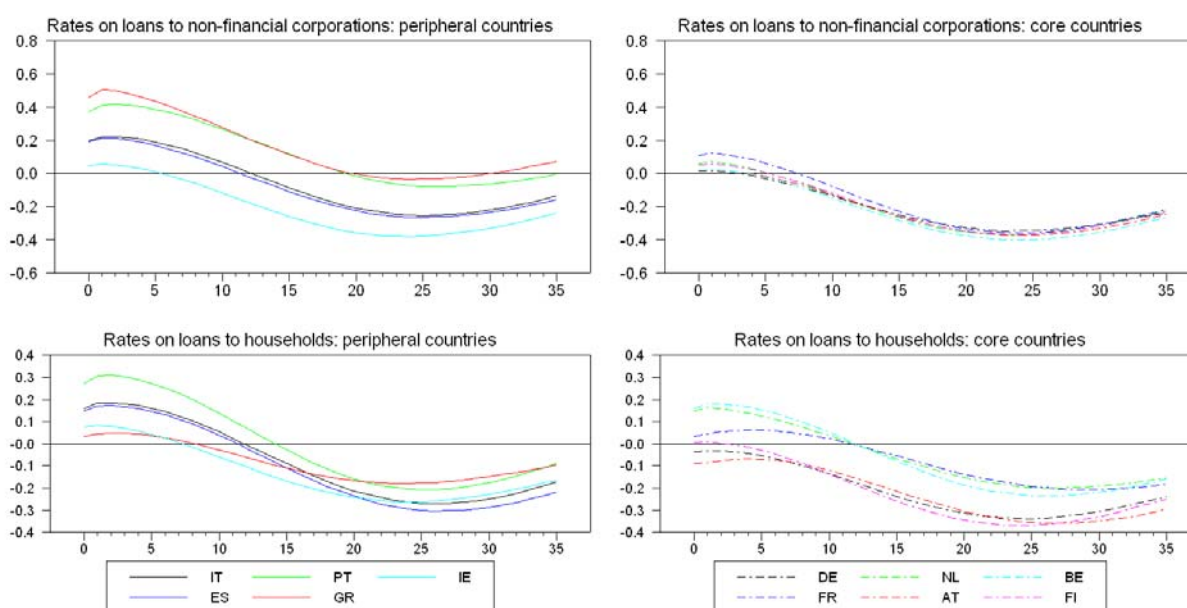 Rates on loans to non-financial corporations: peripheral countries
0.8
0.6
0.4
0.2
0.0
-0.2
-0.4
-0.6
0 5 10 15 20 25 30 35
Rates on loans to non-financial corporations: core countries
0.8
0.6
0.4
0.2
0.0
-0.2
-0.4
-0.6
0 5 10 15 20 25 30 35
Rates on loans to households: peripheral countries
0.4
0.3
0.2
0.1
-0.0
-0.1
-0.2
-0.3
-0.4
0 5 10 15 20 25 30 35
Rates on loans to households: core countries
0.4
0.3
0.2
0.1
-0.0
-0.1
-0.2
-0.3
-0.4
0 5 10 15 20 25 30 35
IT PT IE
ES GR
DE NL BE
FR AT FI